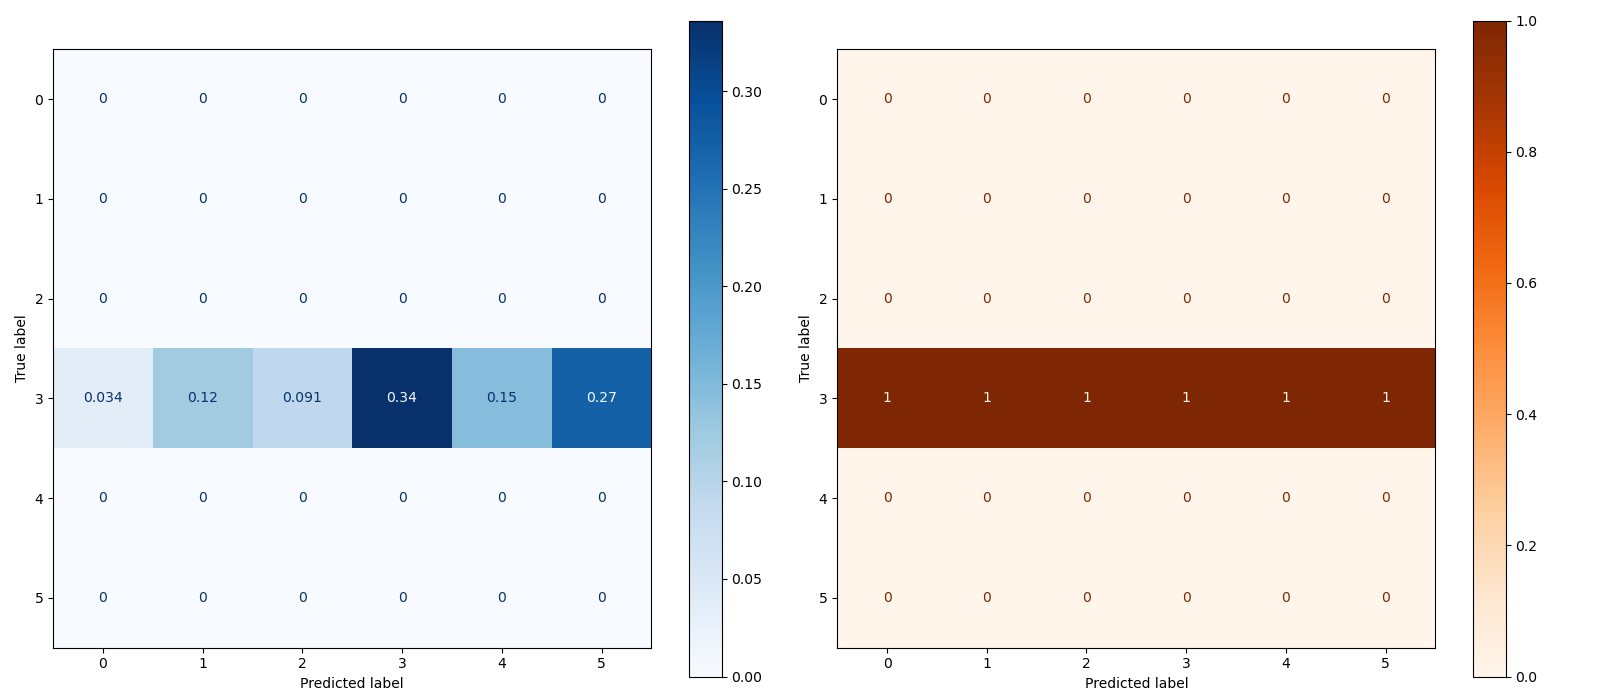 0 0 0 0 0 0 0
1 0 0 0 0 0 0
2 0 0 0 0 0 0
3 0.034 0.12 0.091 0.34 0.15 0.27
4 0 0 0 0 0 0
5 0 0 0 0 0 0
0 1 2 3 4 5
Predicted label
True label
0.30
0.25
0.20
0.15
0.10
0.05
0.00
0 0 0 0 0 0 0
1 0 0 0 0 0 0
2 0 0 0 0 0 0
3 1 1 1 1 1 1
4 0 0 0 0 0 0
5 0 0 0 0 0 0
0 1 2 3 4 5
Predicted label
True label
1.0
0.8
0.6
0.4
0.2
0.0